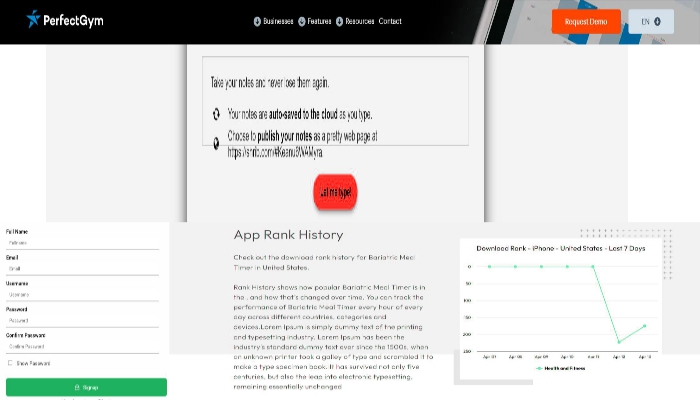 PerfectGym
Businesses
Features
Resources
Contact
Request Demo
EN
Take your notes and never lose them again.
Your notes are auto-saved to the cloud as you type.
Choose to publish your notes as a pretty web page at
Let me type!
Full Name
Fullname
Email
Email
Username
Username
Password
Password
Confirm Password
Confirm Password
Show Password
Signup
App Rank History
Check out the download rank history for Bariatric Meal
Timer in United States.
Rank History shows how popular Bariatric Meal Timer is in
the , and how that's changed over time. You can track the
performance of Bariatric Meal Timer every hour of every
day across different countries, categories and
devices.Lorem Ipsum is simply dummy text of the printing
and typesetting industry. Lorem Ipsum has been the
industry's standard dummy text ever since the 1500s, when
an unknown printer took a galley of type and scrambled it to
make a type specimen book. It has survived not only five
centuries, but also the leap into electronic typesetting,
remaining essentially unchanged
Download Rank - iPhone - United States - Last 7 Days
0
50
100
150
200
250
Apr 07
Apr 08
Apr 09
Apr 10
Apr 11
Apr 12
Apr 13
Health and Fitness